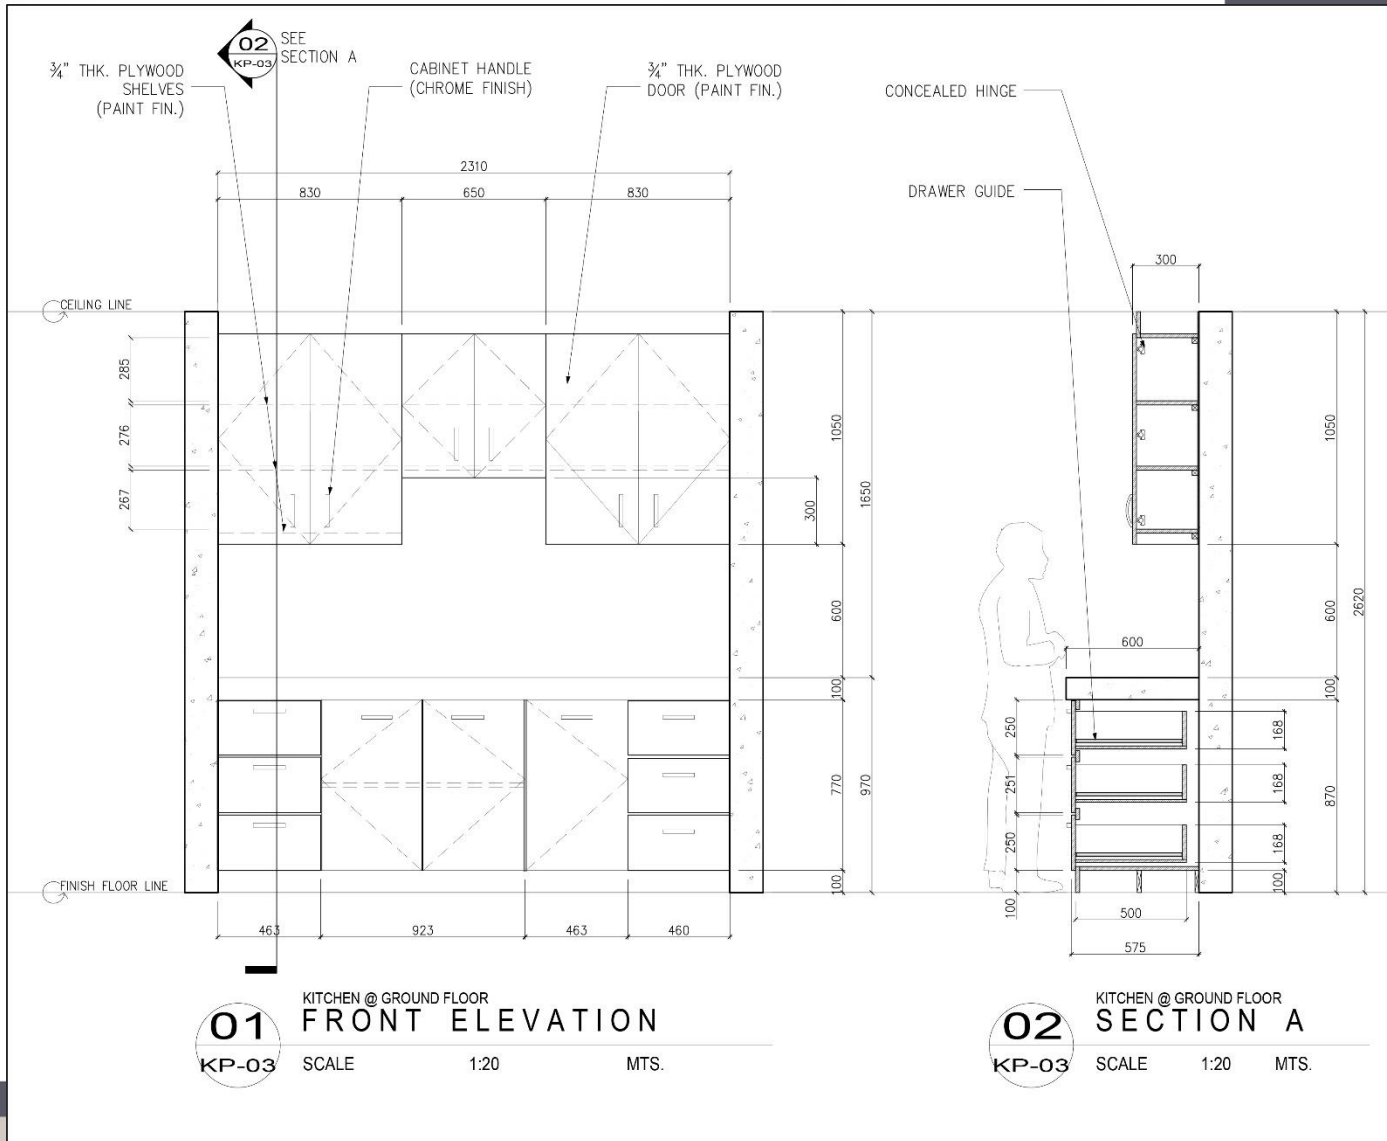 02
KP-03
SEE
SECTION A
¾" THK. PLYWOOD
SHELVES
(PAINT FIN.)
CABINET HANDLE
(CHROME FINISH)
¾" THK. PLYWOOD
DOOR (PAINT FIN.)
CONCEALED HINGE
DRAWER GUIDE
2310
830
650
830
300
CEILING LINE
285
276
267
1050
1650
300
600
100
770
970
100
1050
600
2620
600
100
250
251
250
100
168
168
168
870
100
FINISH FLOOR LINE
463
923
463
460
500
575
01
KP-03
KITCHEN @ GROUND FLOOR
FRONT ELEVATION
SCALE 1:20 MTS.
02
KP-03
KITCHEN @ GROUND FLOOR
SECTION A
SCALE 1:20 MTS.